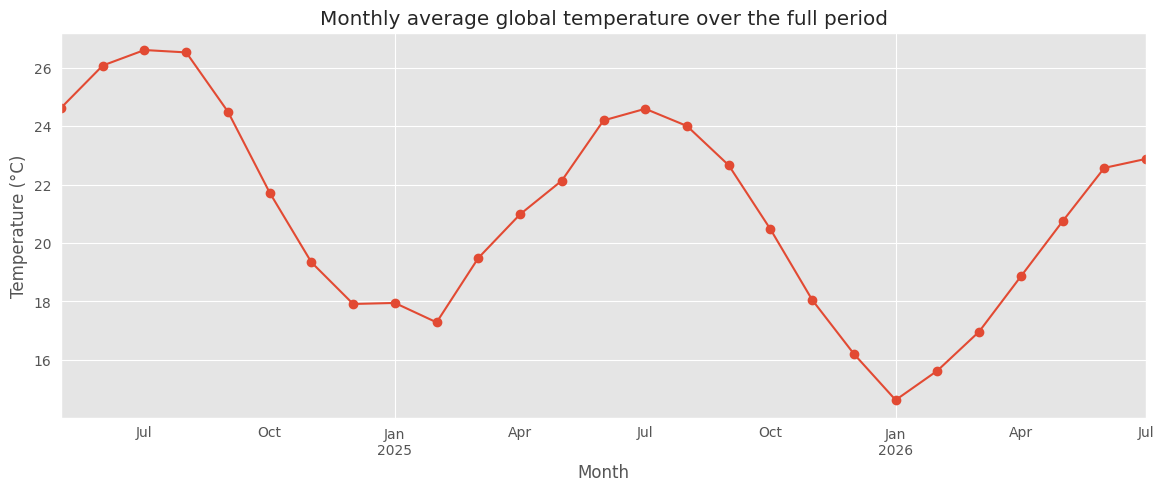 Monthly average global temperature over the full period
Temperature (°C)
26
24
22
20
18
16
Jul Oct Jan Apr Jul Oct Jan Apr Jul
2025 2026
Month